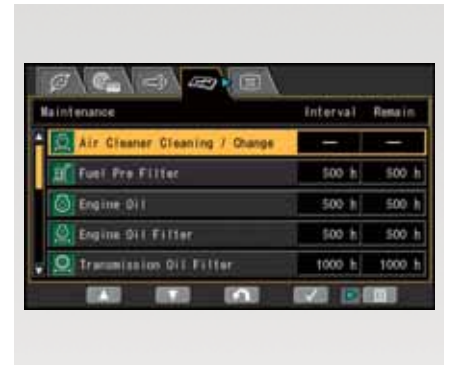 Maintenance Interval Remain
Air Cleaner Cleaning / Change — —
Fuel Pre Filter 500 h 500 h
Engine Oil 500 h 500 h
Engine Oil Filter 500 h 500 h
Transmission Oil Filter 1000 h 1000 h